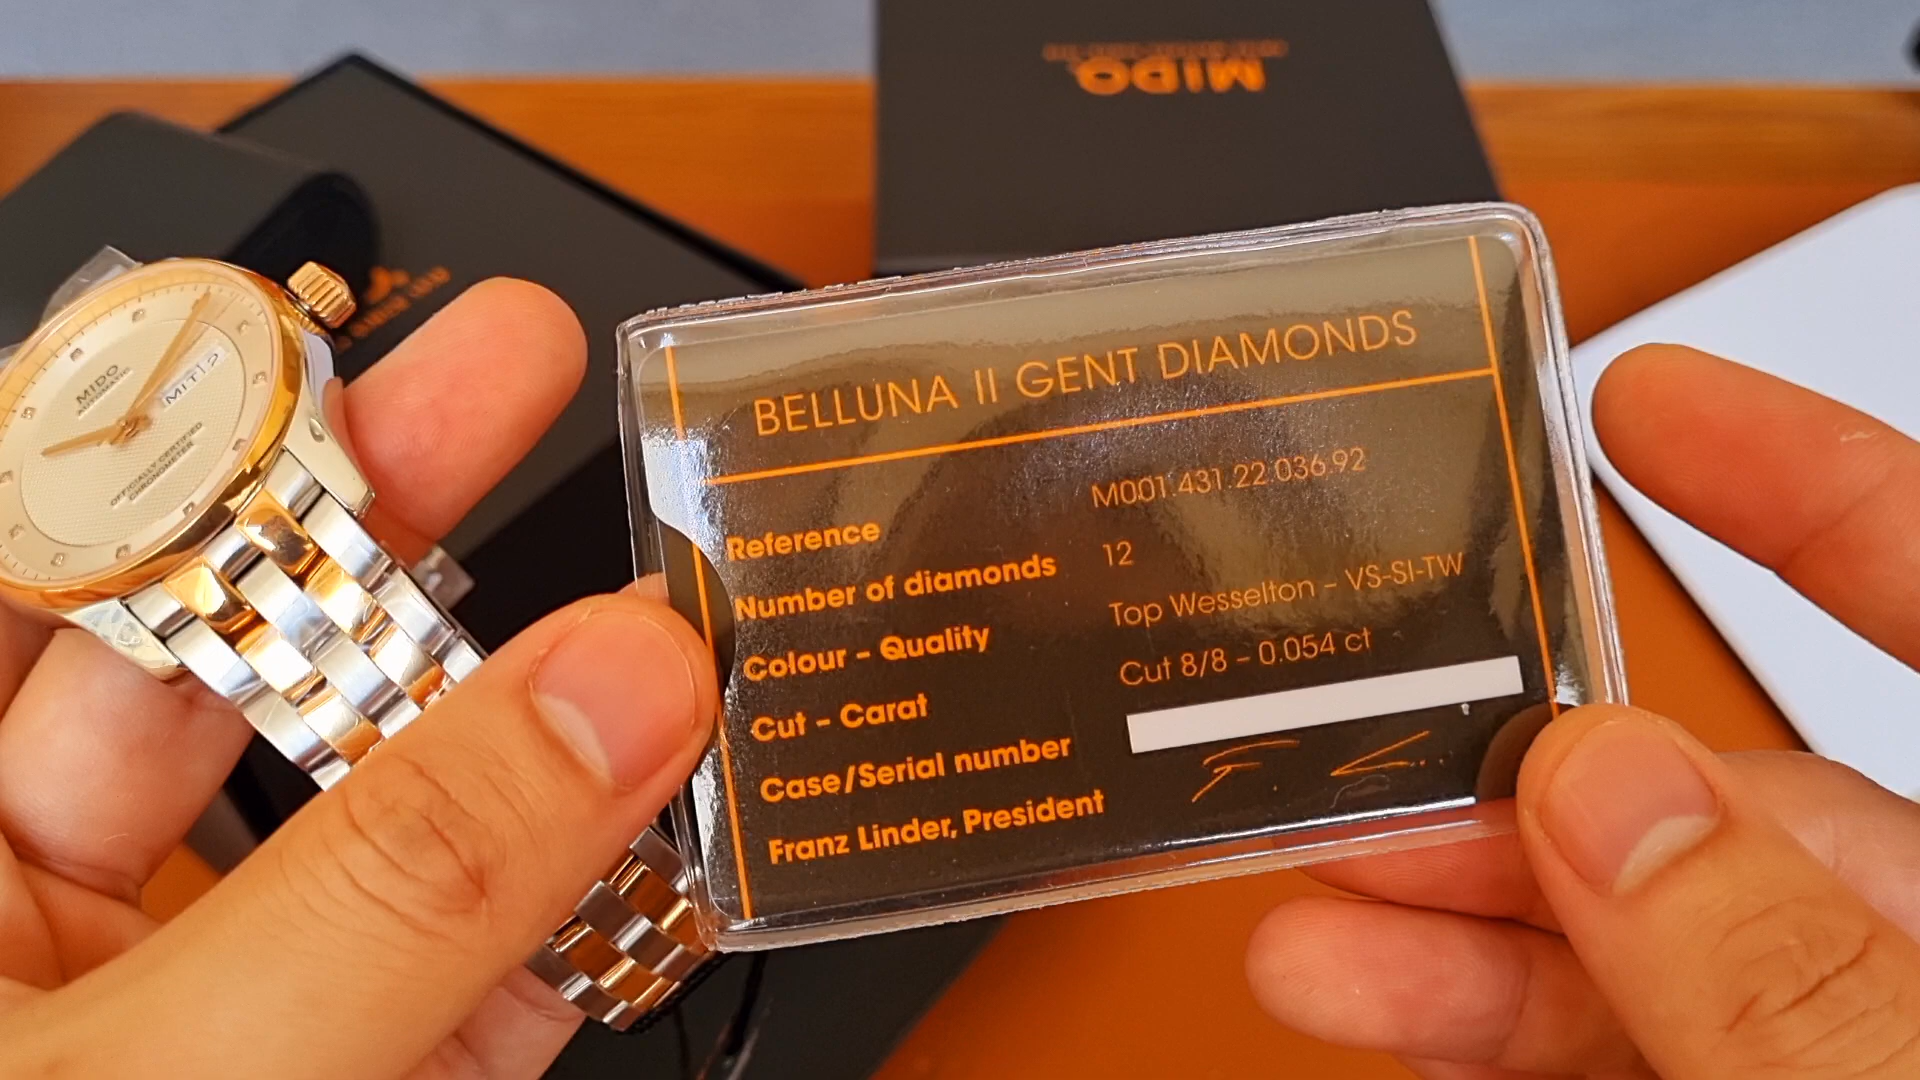 MIDO
MIDO
AUTOMATIC
MIT 2
OFFICIALLY CERTIFIED
CHRONOMETER
BELLUNA II GENT DIAMONDS
Reference M001.431.22.036.92
Number of diamonds 12
Colour - Quality Top Wesselton - VS-SI-TW
Cut - Carat Cut 8/8 - 0.054 ct
Case/Serial number
Franz Linder, President